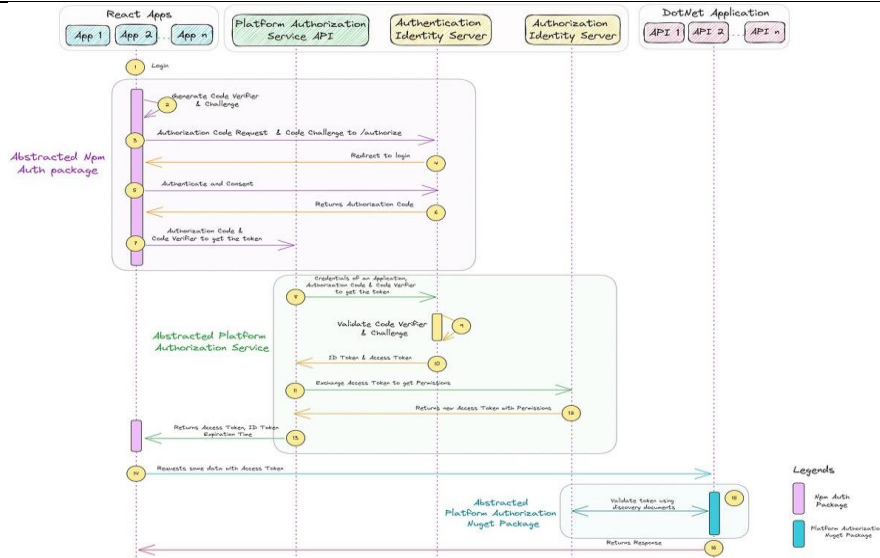 React Apps
App 1
App 2
App n
Platform Authorization
Service API
Authentication
Identity Server
Authorization
Identity Server
DotNet Application
API 1
API 2
API n
1
Login
2
Generate Code Verifier
& Challenge
3
Authorization Code Request & Code Challenge to /authorize
Abstracted Npm
Auth package
Redirect to login
4
5
Authenticate and Consent
Returns Authorization Code
6
Authorization Code &
Code Verifier to get the token
7
Credentials of an Application,
Authorization Code & Code Verifier
to get the token
Validate Code Verifier
& Challenge
Abstracted Platform
Authorization Service
ID Token & Access Token
10
11
Exchange Access Token to get Permissions
Returns new Access Token with Permissions
12
Returns Access Token, ID Token
Expiration Time
13
14
Requests some data with Access Token
Legends
Npm Auth
Package
Abstracted
Platform Authorization
Nuget Package
Validate token using
discovery documents
15
Platform Authorizatio
Nuget Package
Returns Response
16